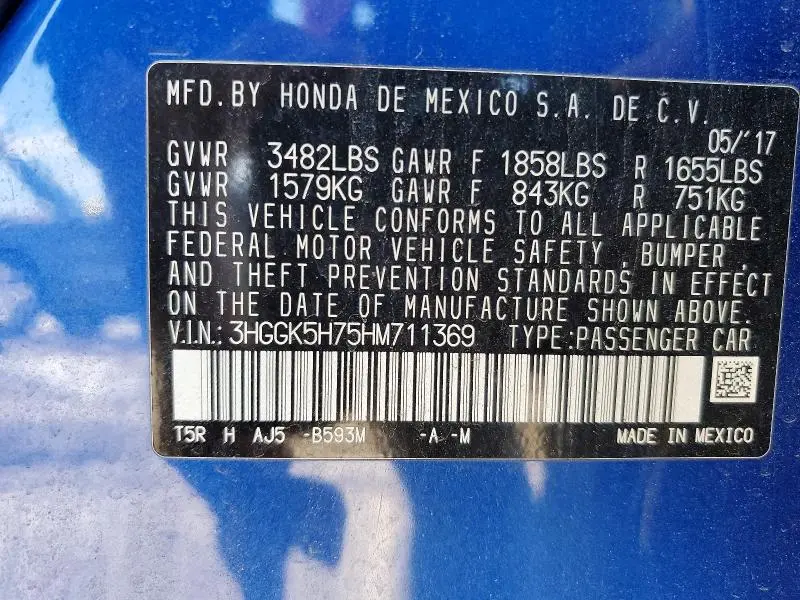 MFD. BY HONDA DE MEXICO S.A. DE C.V.
05/'17
GVWR 3482LBS GAWR F 1858LBS R 1655LBS
GVWR 1579KG GAWR F 843KG R 751KG
THIS VEHICLE CONFORMS TO ALL APPLICABLE
FEDERAL MOTOR VEHICLE SAFETY , BUMPER ,
AND THEFT PREVENTION STANDARDS IN EFFECT
ON THE DATE OF MANUFACTURE SHOWN ABOVE.
V.I.N.: 3HGGK5H75HM711369 TYPE:PASSENGER CAR
T5R H AJ5 -B593M -A -M MADE IN MEXICO